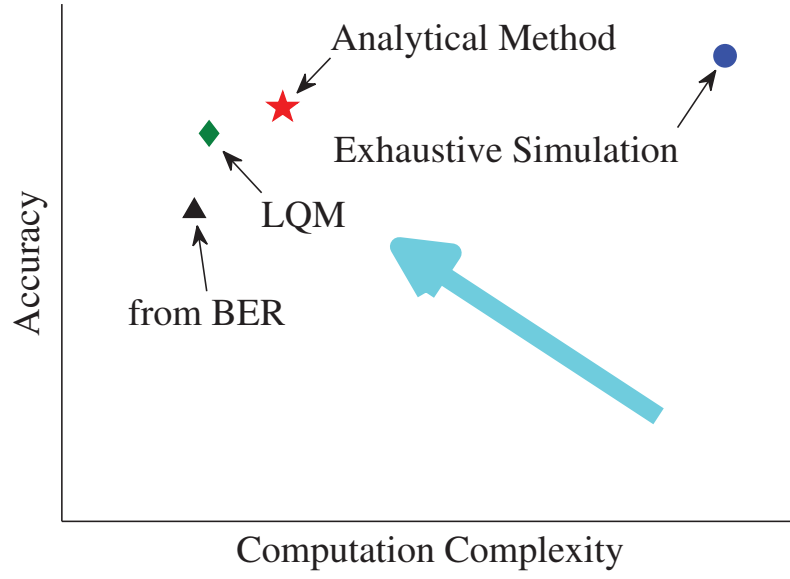 Analytical Method
Exhaustive Simulation
LQM
from BER
Accuracy
Computation Complexity